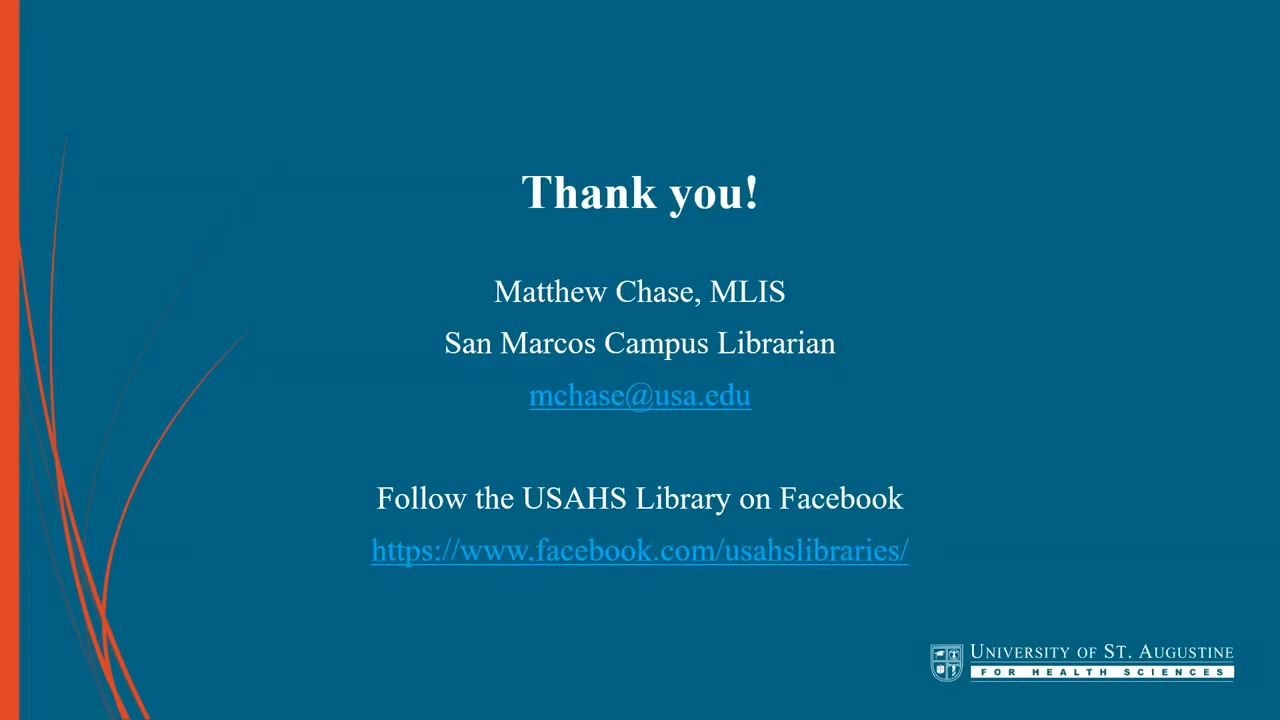 Thank you!
Matthew Chase, MLIS
San Marcos Campus Librarian
mchase@usa.edu
Follow the USAHS Library on Facebook
https://www.facebook.com/usahslibraries/
UNIVERSITY OF ST. AUGUSTINE
FOR HEALTH SCIENCES